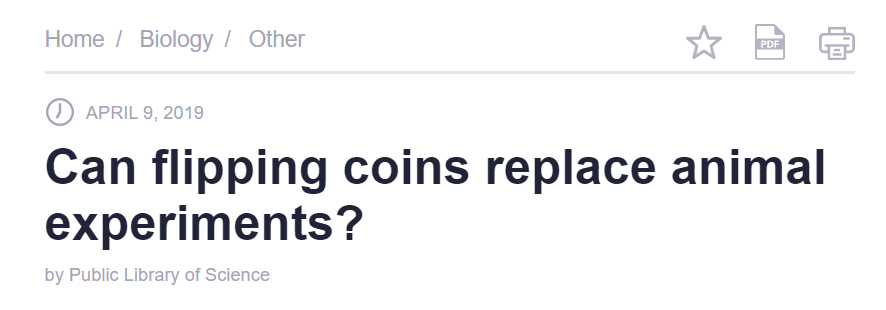 Home / Biology / Other
PDF
APRIL 9, 2019
Can flipping coins replace animal
experiments?
by Public Library of Science